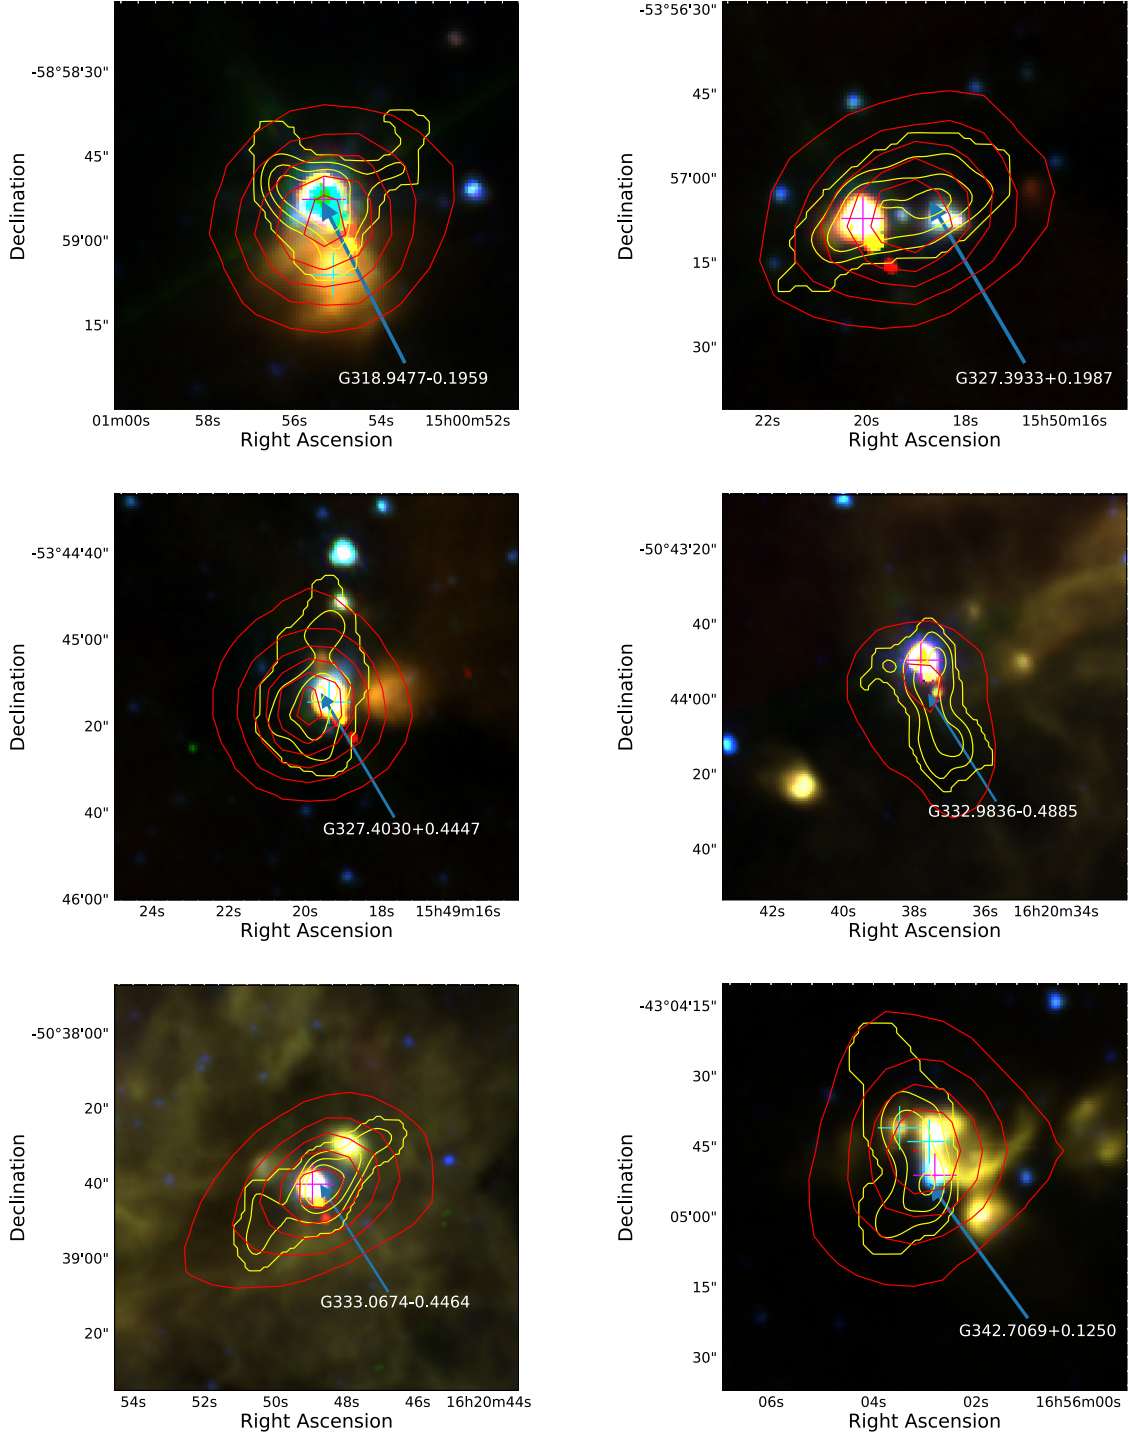 -58°58'30"
45"
59'00"
15"
Declination
G318.9477-0.1959
01m00s 58s 56s 54s 15h00m52s
Right Ascension
-53°56'30"
45"
57'00"
15"
30"
Declination
G327.3933+0.1987
22s 20s 18s 15h50m16s
Right Ascension
-53°44'40"
45'00"
20"
40"
46'00"
Declination
G327.4030+0.4447
24s 22s 20s 18s 15h49m16s
Right Ascension
-50°43'20"
40"
44'00"
20"
40"
Declination
G332.9836-0.4885
42s 40s 38s 36s 16h20m34s
Right Ascension
-50°38'00"
20"
40"
39'00"
20"
Declination
G333.0674-0.4464
54s 52s 50s 48s 46s 16h20m44s
Right Ascension
-43°04'15"
30"
45"
05'00"
15"
30"
Declination
G342.7069+0.1250
06s 04s 02s 16h56m00s
Right Ascension